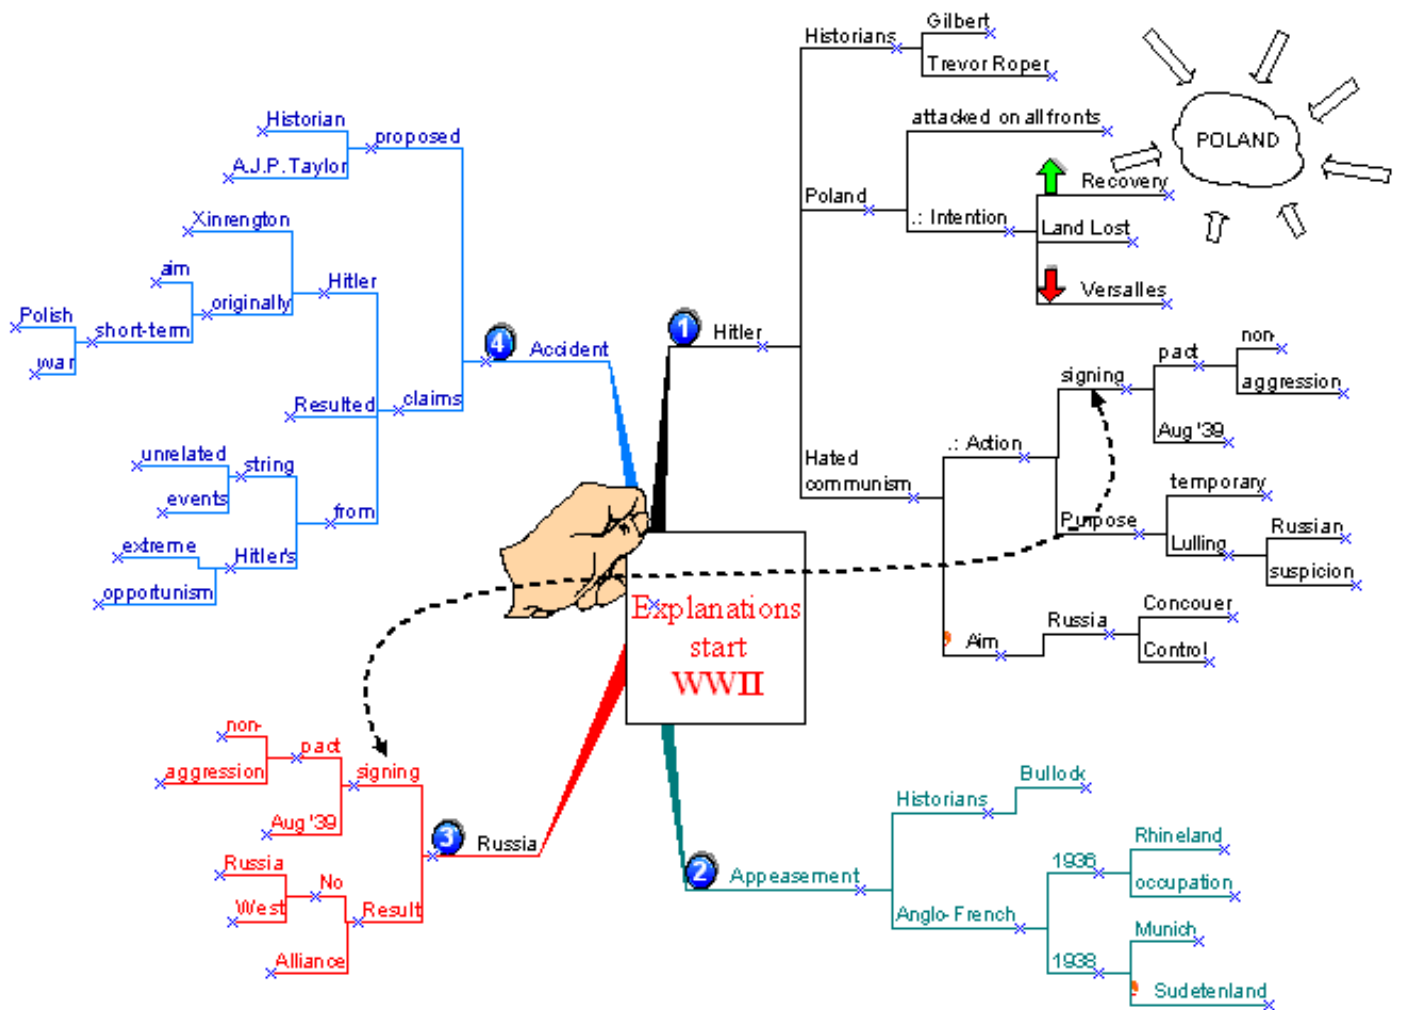 Explanations
start
WWII
1
Hitler
Historians
Gilbert
Trevor Roper
Poland
attacked on all fronts
.: Intention
Recovery
Land Lost
Versalles
POLAND
Hated
communism
.: Action
signing
pact
non-
aggression
Aug '39
Purpose
temporary
Lulling
Russian
suspicion
Aim
Russia
Concouer
Control
2
Appeasement
Historians
Bullock
Anglo-French
1936
Rhineland
occupation
1938
Munich
Sudetenland
3
Russia
signing
pact
non-
aggression
Aug '39
Result
No
Russia
West
Alliance
4
Accident
proposed
Historian
A.J.P. Taylor
claims
Hitler
Xinrengton
originally
aim
short-term
Polish
war
Resulted
from
string
unrelated
events
Hitler's
extreme
opportunism